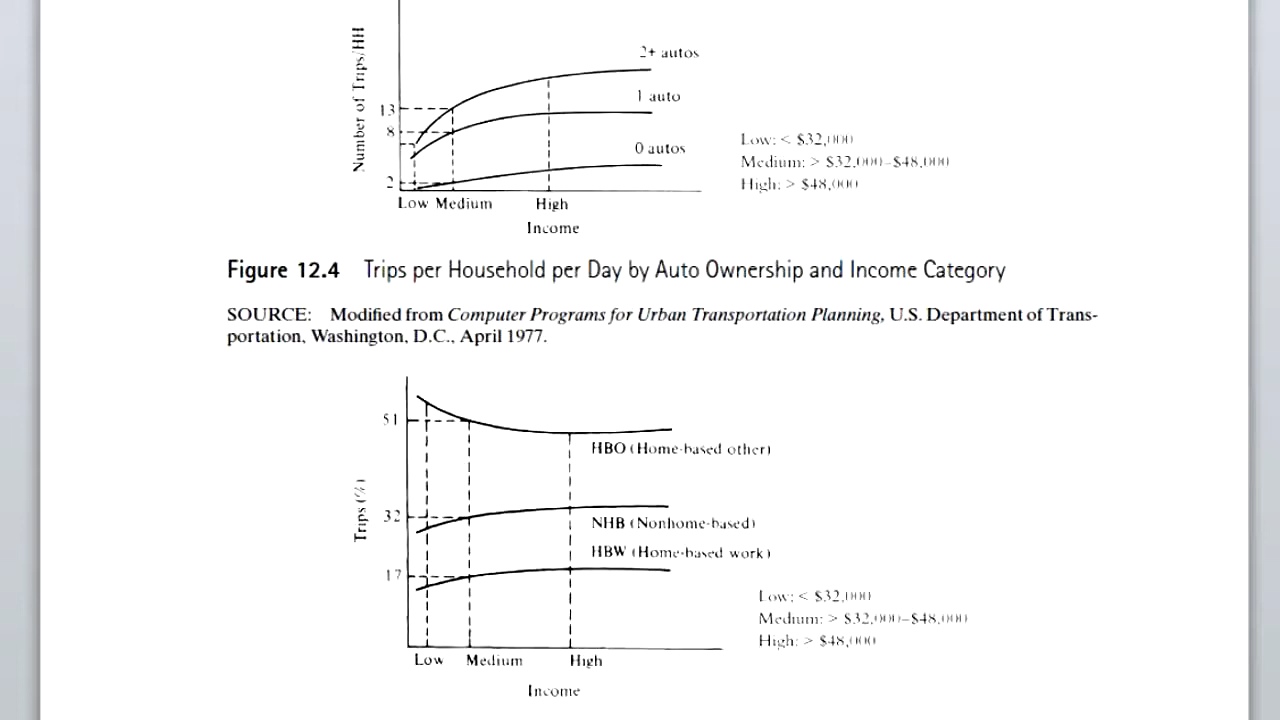 Number of Trips/HH
2+ autos
13
1 auto
8
0 autos
2
Low: < $32,000
Medium: > $32,000–$48,000
High: > $48,000
Low Medium High
Income
Figure 12.4 Trips per Household per Day by Auto Ownership and Income Category
SOURCE: Modified from Computer Programs for Urban Transportation Planning, U.S. Department of Trans-
portation, Washington, D.C., April 1977.
Trips (%)
51
HBO (Home-based other)
32
NHB (Nonhome-based)
HBW (Home-based work)
17
Low: < $32,000
Medium: > $32,000–$48,000
High: > $48,000
Low Medium High
Income